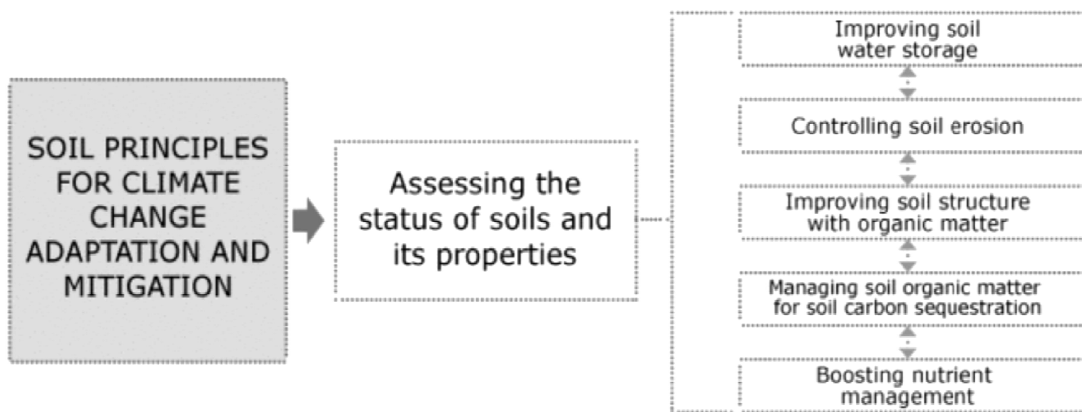 SOIL PRINCIPLES
FOR CLIMATE
CHANGE
ADAPTATION AND
MITIGATION
Assessing the
status of soils and
its properties
Improving soil
water storage
Controlling soil erosion
Improving soil structure
with organic matter
Managing soil organic matter
for soil carbon sequestration
Boosting nutrient
management